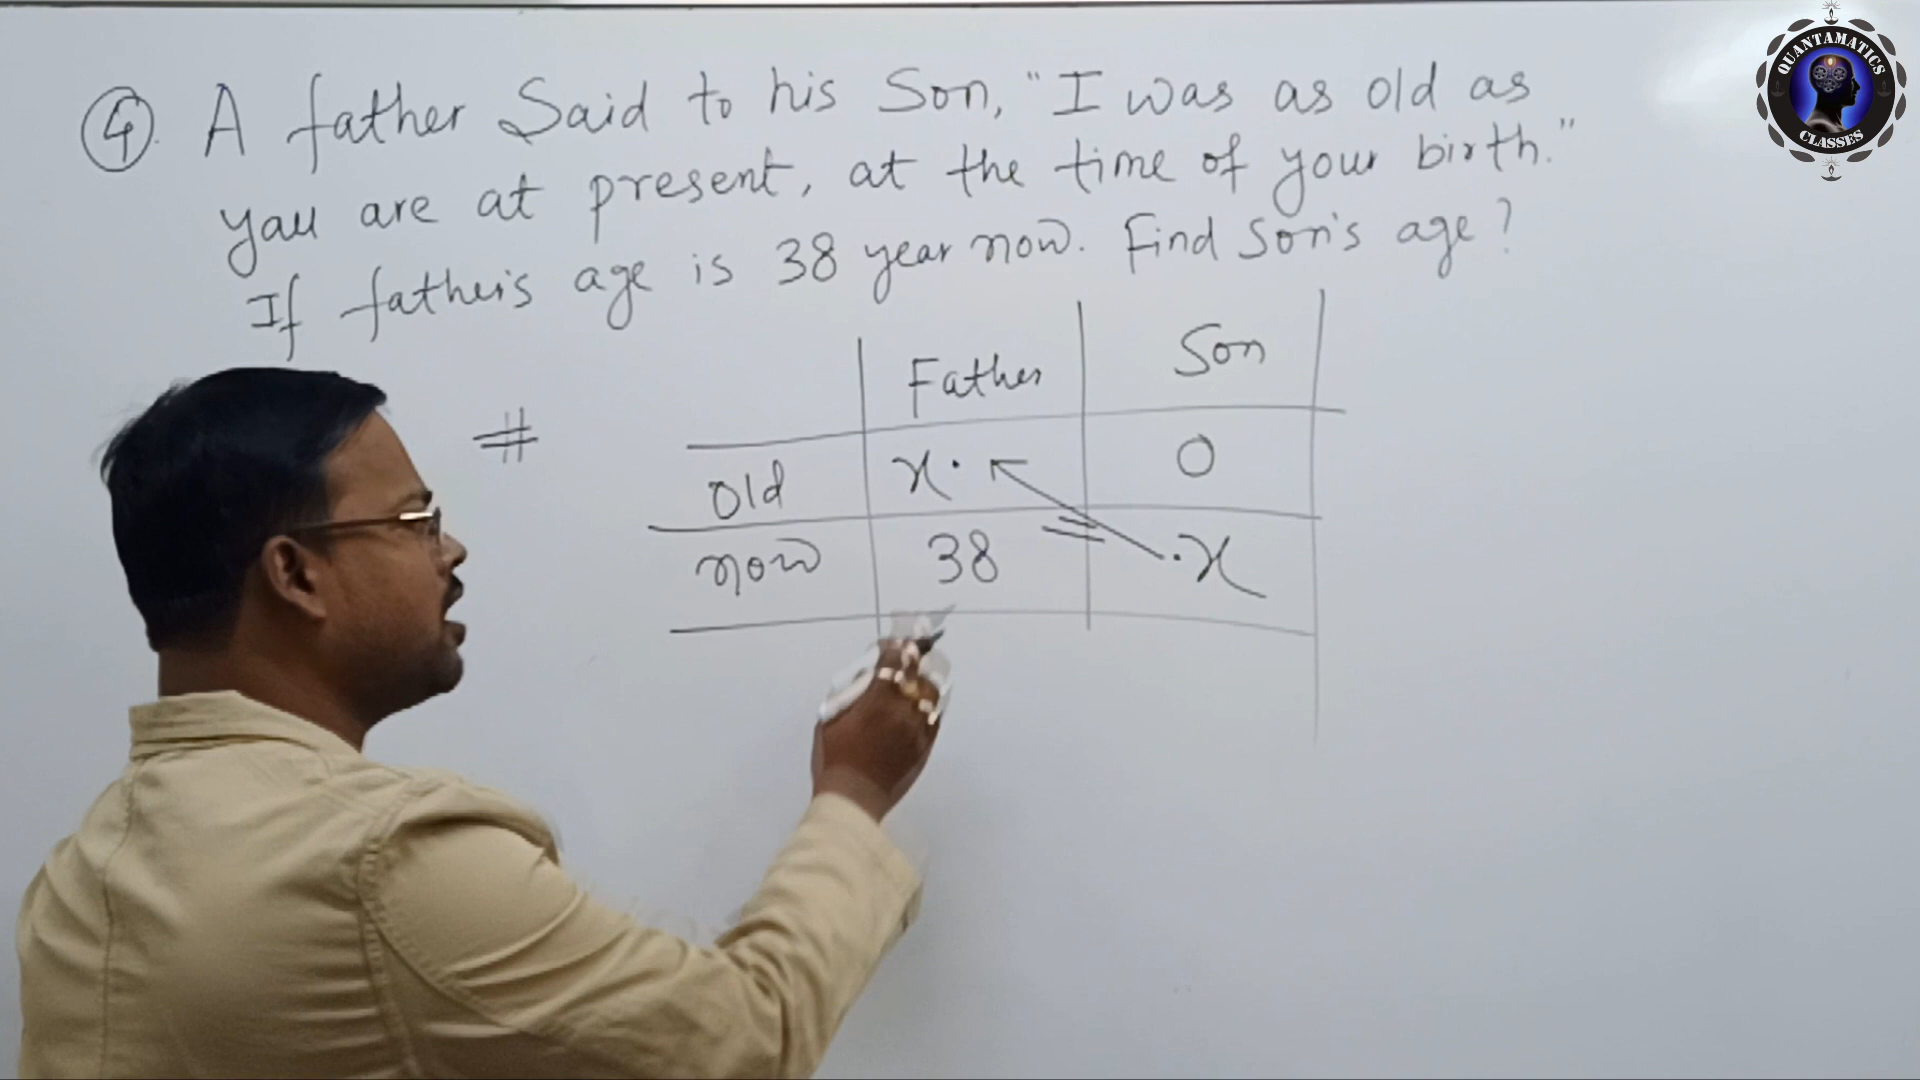 4. A father Said to his Son, "I was as old as
you are at present, at the time of your birth."
If father's age is 38 year now. Find Son's age?
Father Son
#
Old x. 0
now 38 .x
QUANTAMATICS
CLASSES